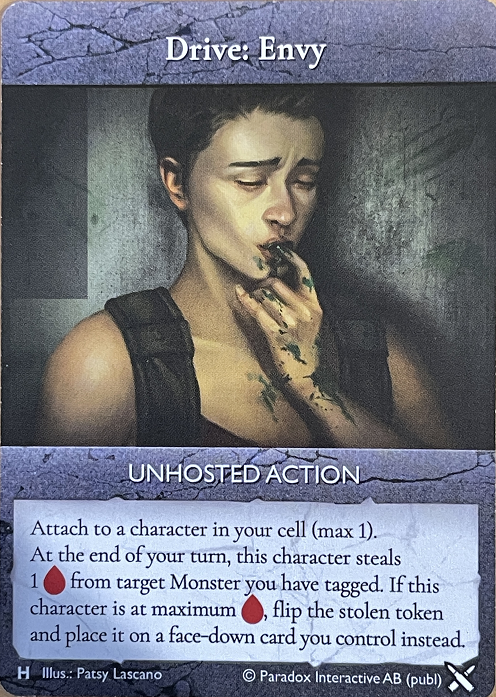 Drive: Envy
UNHOSTED ACTION
Attach to a character in your cell (max 1).
At the end of your turn, this character steals
1 from target Monster you have tagged. If this
character is at maximum , flip the stolen token
and place it on a face-down card you control instead.
H Illus.: Patsy Lascano © Paradox Interactive AB (publ)